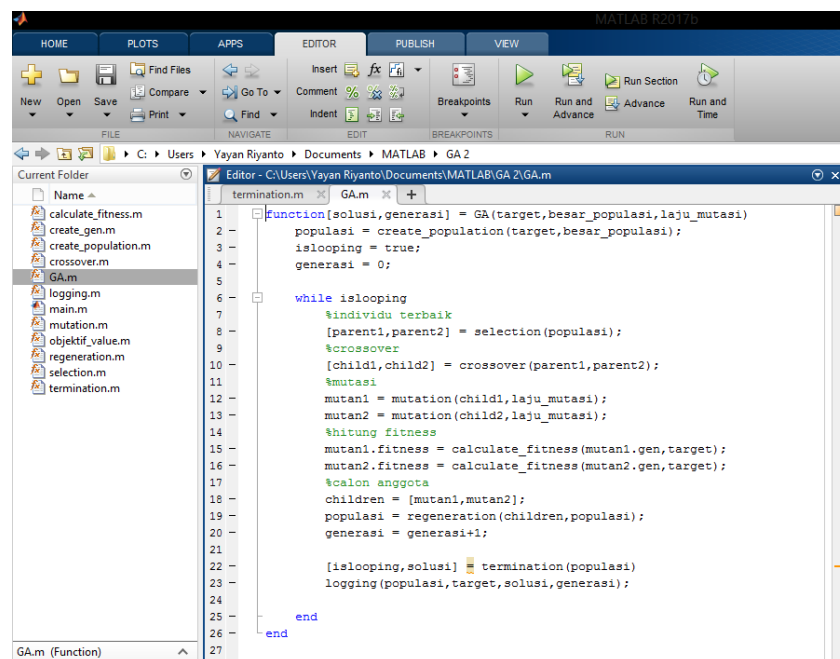 MATLAB R2017b
HOME PLOTS APPS EDITOR PUBLISH VIEW
New Open Save
Find Files
Compare
Print
FILE
Go To
Find
NAVIGATE
Insert fx
Comment %
Indent
EDIT
Breakpoints
BREAKPOINTS
Run
Run and Advance
Run Section
Advance
Run and Time
RUN
C: Users Yayan Riyanto Documents MATLAB GA 2
Current Folder
Name
calculate_fitness.m
create_gen.m
create_population.m
crossover.m
GA.m
logging.m
main.m
mutation.m
objektif_value.m
regeneration.m
selection.m
termination.m
GA.m (Function)
Editor - C:\Users\Yayan Riyanto\Documents\MATLAB\GA 2\GA.m
termination.m GA.m +
1 function[solusi,generasi] = GA(target,besar_populasi,laju_mutasi)
2 – populasi = create_population(target,besar_populasi);
3 – islooping = true;
4 – generasi = 0;
5
6 – while islooping
7 %individu terbaik
8 – [parent1,parent2] = selection(populasi);
9 %crossover
10 – [child1,child2] = crossover(parent1,parent2);
11 %mutasi
12 – mutan1 = mutation(child1,laju_mutasi);
13 – mutan2 = mutation(child2,laju_mutasi);
14 %hitung fitness
15 – mutan1.fitness = calculate_fitness(mutan1.gen,target);
16 – mutan2.fitness = calculate_fitness(mutan2.gen,target);
17 %calon anggota
18 – children = [mutan1,mutan2];
19 – populasi = regeneration(children,populasi);
20 – generasi = generasi+1;
21
22 – [islooping,solusi] = termination(populasi)
23 – logging(populasi,target,solusi,generasi);
24
25 – end
26 – end
27